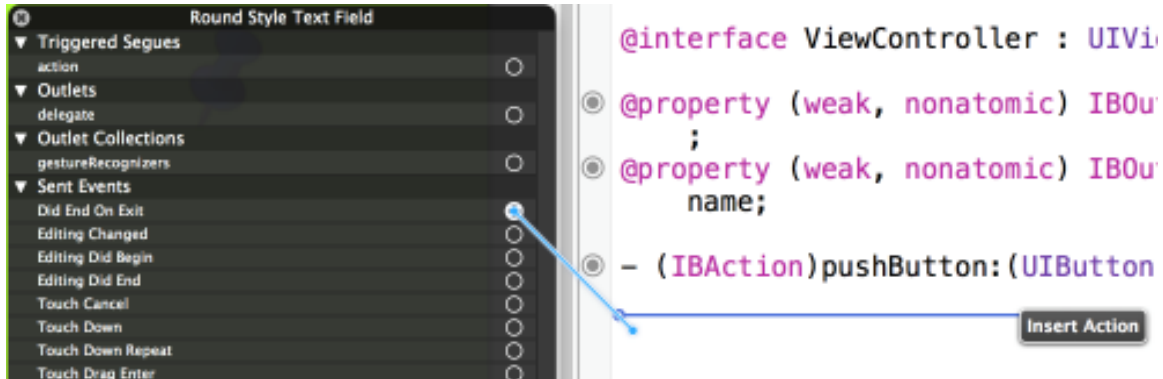 Round Style Text Field
Triggered Segues
action
Outlets
delegate
Outlet Collections
gestureRecognizers
Sent Events
Did End On Exit
Editing Changed
Editing Did Begin
Editing Did End
Touch Cancel
Touch Down
Touch Down Repeat
Touch Drag Enter
@interface ViewController : UIVi
@property (weak, nonatomic) IBOu
;
@property (weak, nonatomic) IBOu
name;
- (IBAction)pushButton:(UIButton
Insert Action